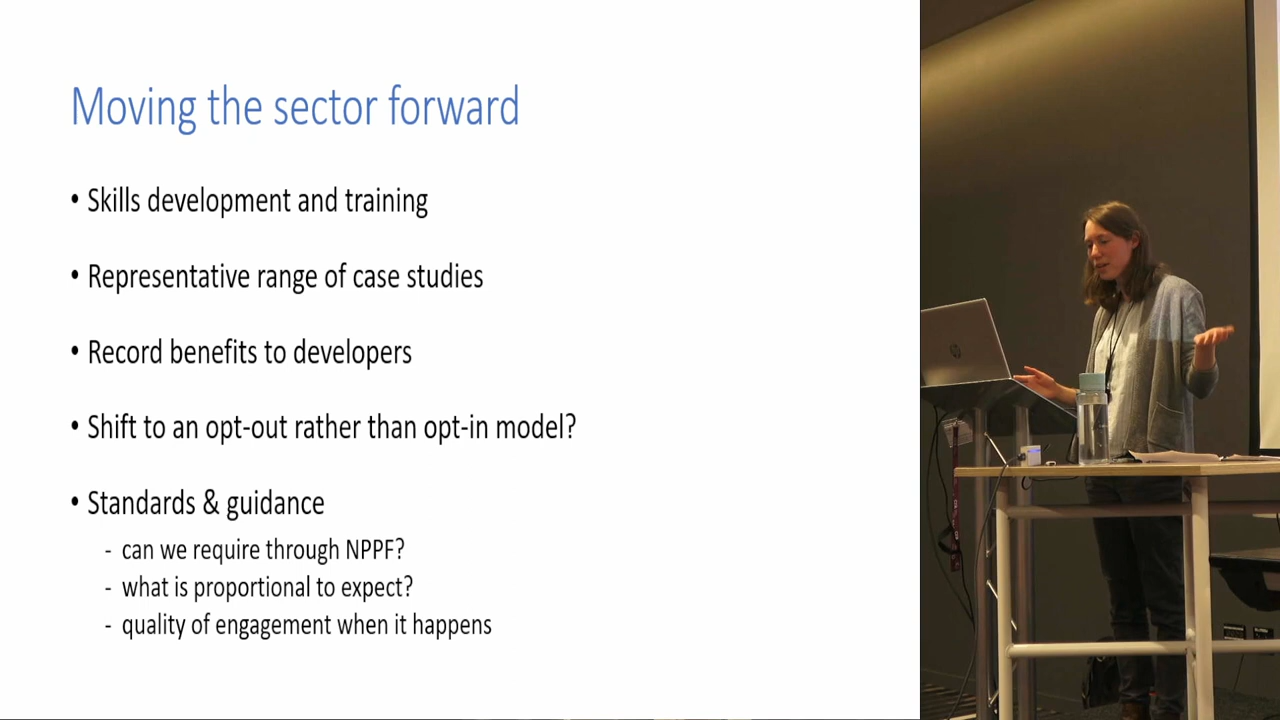 Moving the sector forward
• Skills development and training
• Representative range of case studies
• Record benefits to developers
• Shift to an opt-out rather than opt-in model?
• Standards & guidance
- can we require through NPPF?
- what is proportional to expect?
- quality of engagement when it happens